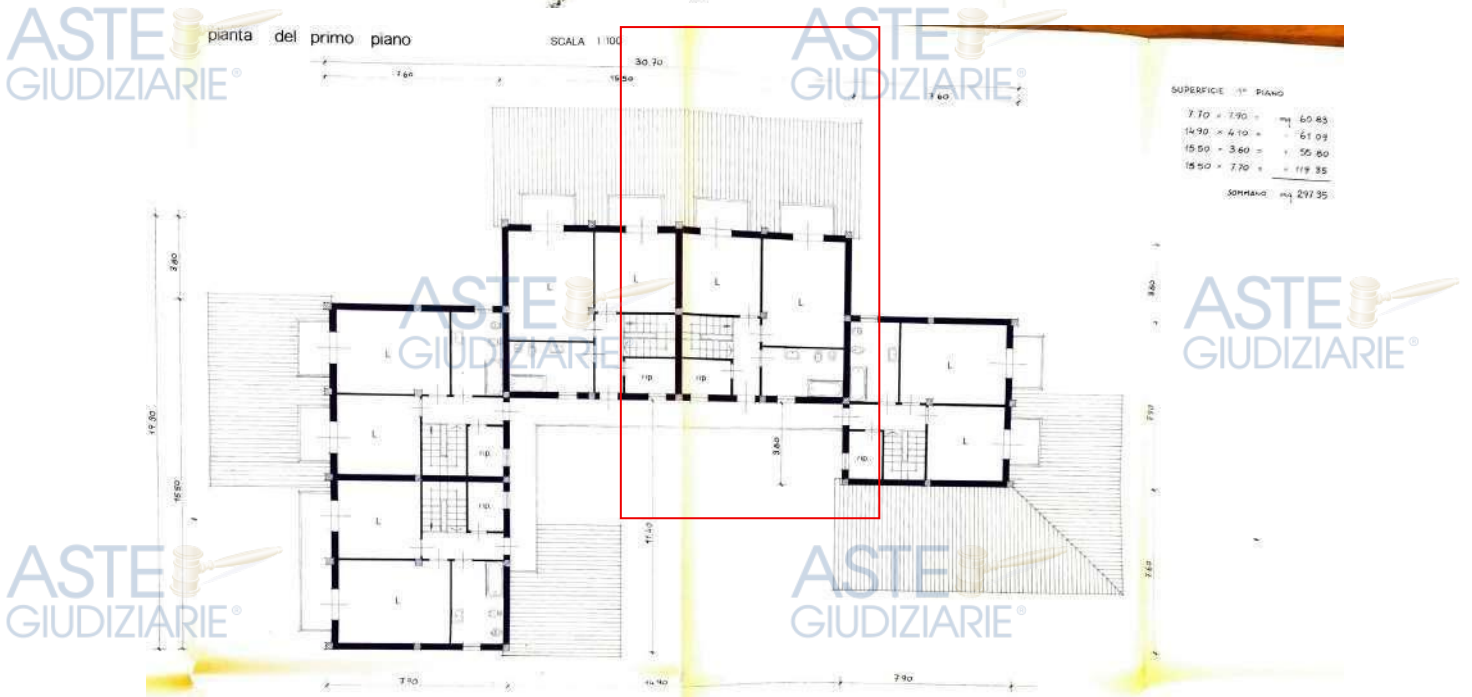 ASTE GIUDIZIARIE®
ASTE GIUDIZIARIE®
pianta del primo piano
SCALA 1:100
30.70
7.60
15.50
7.60
SUPERFICIE 1° PIANO
7.70 × 7.90 = mq 60.83
14.90 × 4.10 = " 61.09
15.50 × 3.60 = " 55.80
15.50 × 7.70 = " 119.35
SOMMANO mq 297.35
3.80
3.60
L
L
L
L
ASTE GIUDIZIARIE®
ASTE GIUDIZIARIE®
L
L
rip.
rip.
19.30
L
rip.
3.80
rip.
L
7.90
15.50
L
rip.
11.40
ASTE GIUDIZIARIE®
ASTE GIUDIZIARIE®
L
7.60
7.90
14.90
7.90